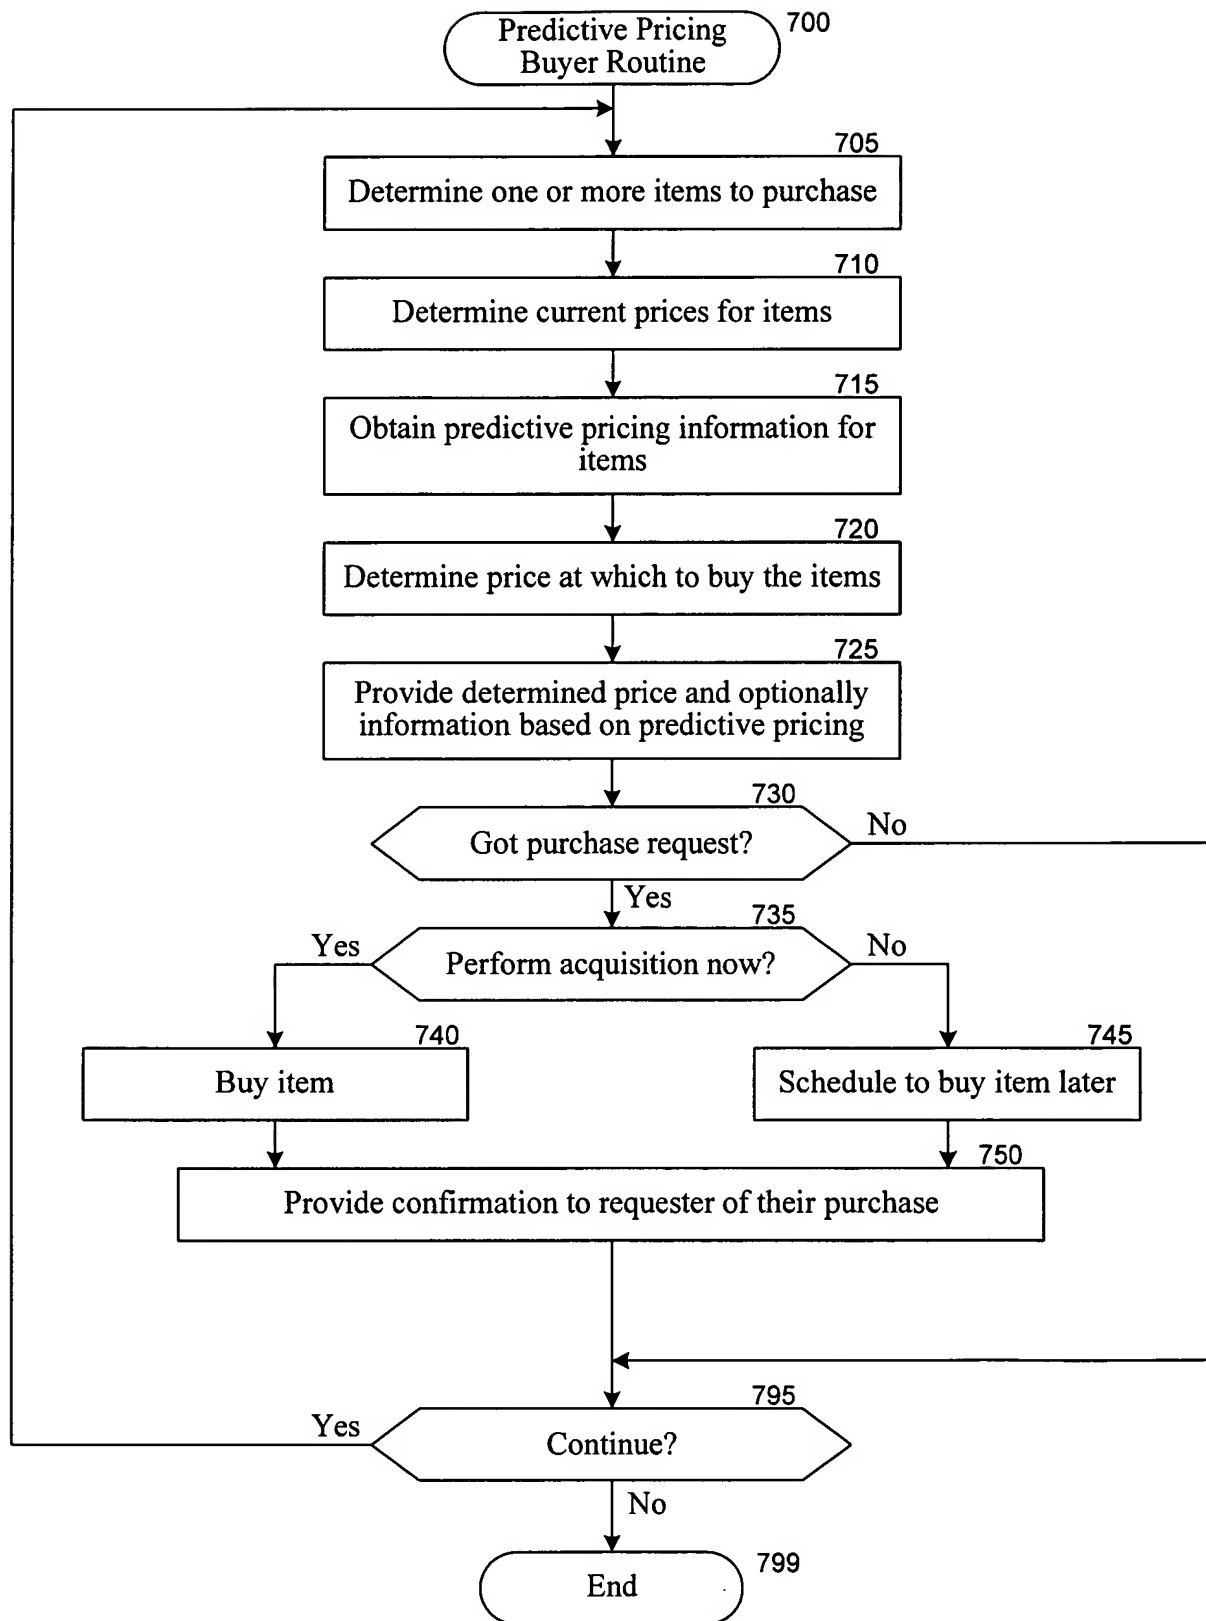 Predictive Pricing
Buyer Routine
700
705
Determine one or more items to purchase
710
Determine current prices for items
715
Obtain predictive pricing information for
items
720
Determine price at which to buy the items
725
Provide determined price and optionally
information based on predictive pricing
730
Got purchase request?
No
Yes
735
Yes
Perform acquisition now?
No
740
Buy item
745
Schedule to buy item later
750
Provide confirmation to requester of their purchase
795
Yes
Continue?
No
799
End